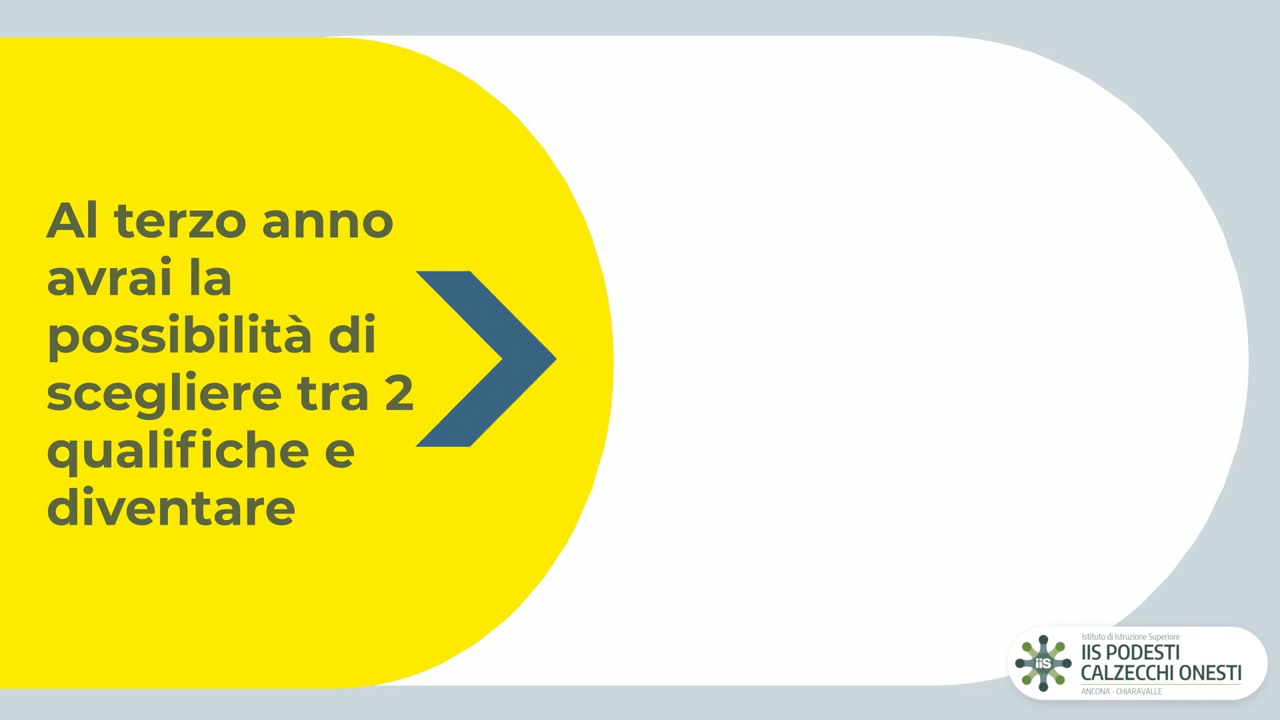 Al terzo anno
avrai la
possibilità di
scegliere tra 2
qualifiche e
diventare
Istituto di Istruzione Superiore
iiS
IIS PODESTI
CALZECCHI ONESTI
ANCONA - CHIARAVALLE